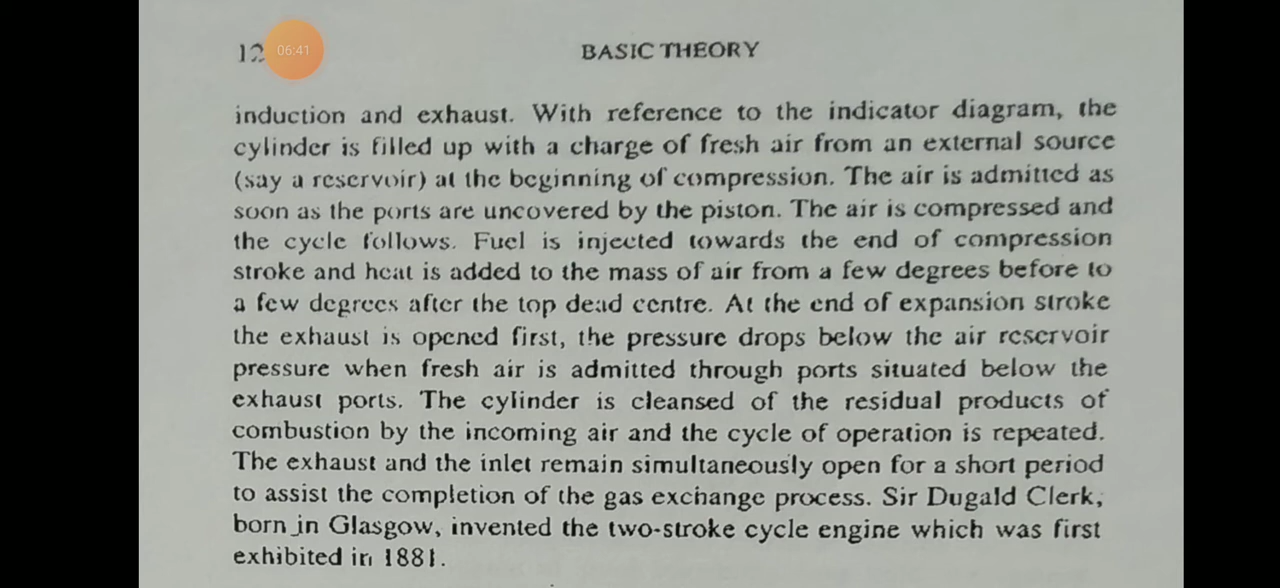 12
06:41
BASIC THEORY
induction and exhaust. With reference to the indicator diagram, the
cylinder is filled up with a charge of fresh air from an external source
(say a reservoir) at the beginning of compression. The air is admitted as
soon as the ports are uncovered by the piston. The air is compressed and
the cycle follows. Fuel is injected towards the end of compression
stroke and heat is added to the mass of air from a few degrees before to
a few degrees after the top dead centre. At the end of expansion stroke
the exhaust is opened first, the pressure drops below the air reservoir
pressure when fresh air is admitted through ports situated below the
exhaust ports. The cylinder is cleansed of the residual products of
combustion by the incoming air and the cycle of operation is repeated.
The exhaust and the inlet remain simultaneously open for a short period
to assist the completion of the gas exchange process. Sir Dugald Clerk,
born in Glasgow, invented the two-stroke cycle engine which was first
exhibited in 1881.